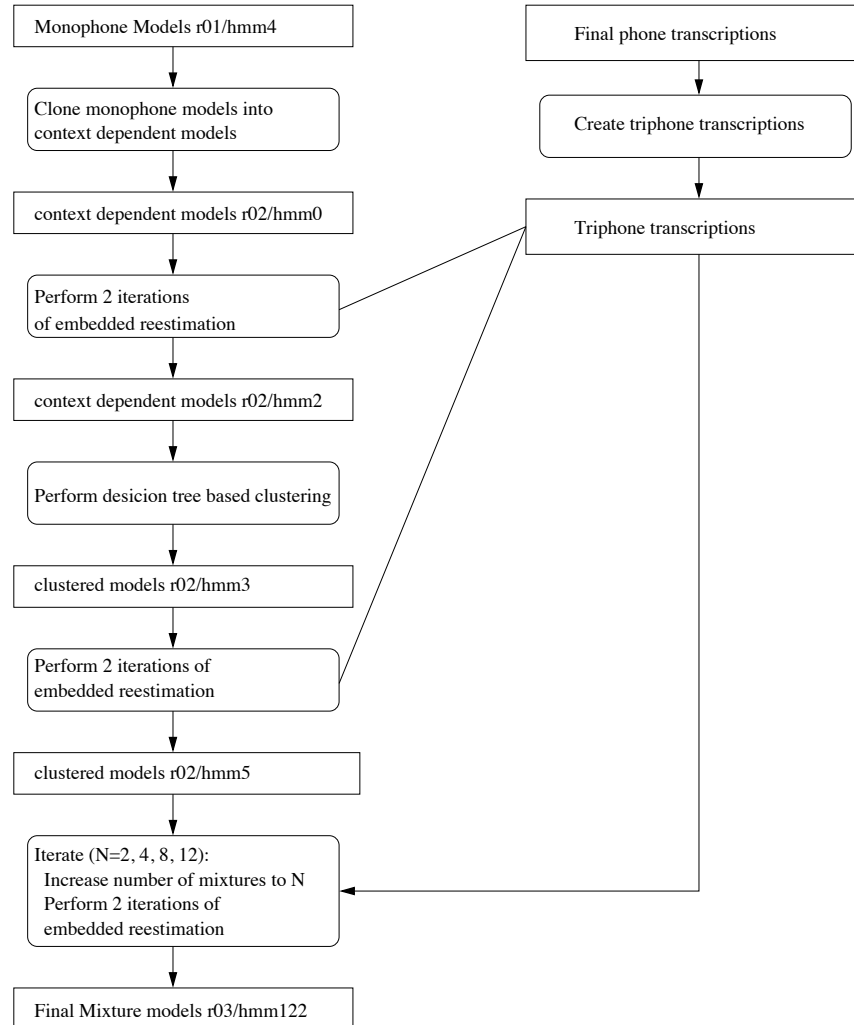 Monophone Models r01/hmm4
Clone monophone models into
context dependent models
context dependent models r02/hmm0
Perform 2 iterations
of embedded reestimation
context dependent models r02/hmm2
Perform desicion tree based clustering
clustered models r02/hmm3
Perform 2 iterations of
embedded reestimation
clustered models r02/hmm5
Iterate (N=2, 4, 8, 12):
Increase number of mixtures to N
Perform 2 iterations of
embedded reestimation
Final Mixture models r03/hmm122
Final phone transcriptions
Create triphone transcriptions
Triphone transcriptions